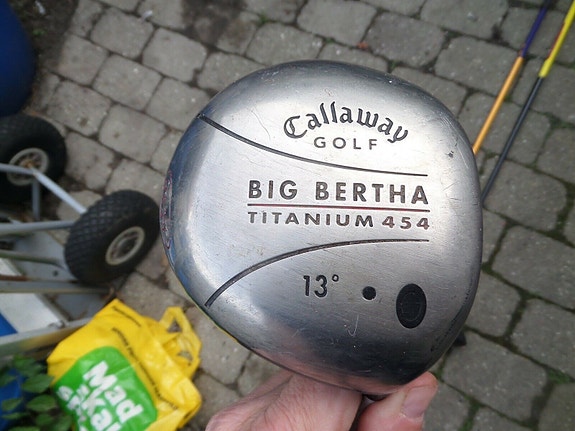 Callaway
GOLF
BIG BERTHA
TITANIUM 454
13°